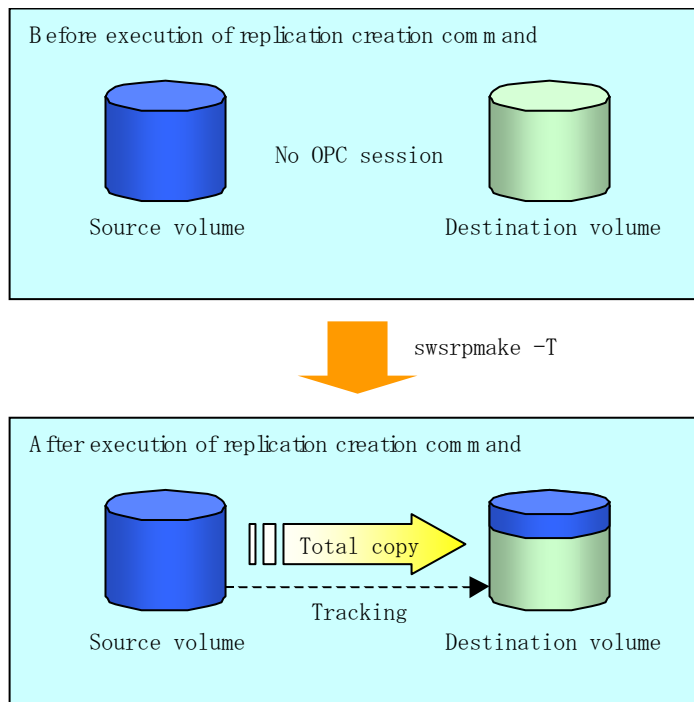 Before execution of replication creation command
No OPC session
Source volume
Destination volume
swsrpmake -T
After execution of replication creation command
Total copy
Tracking
Source volume
Destination volume